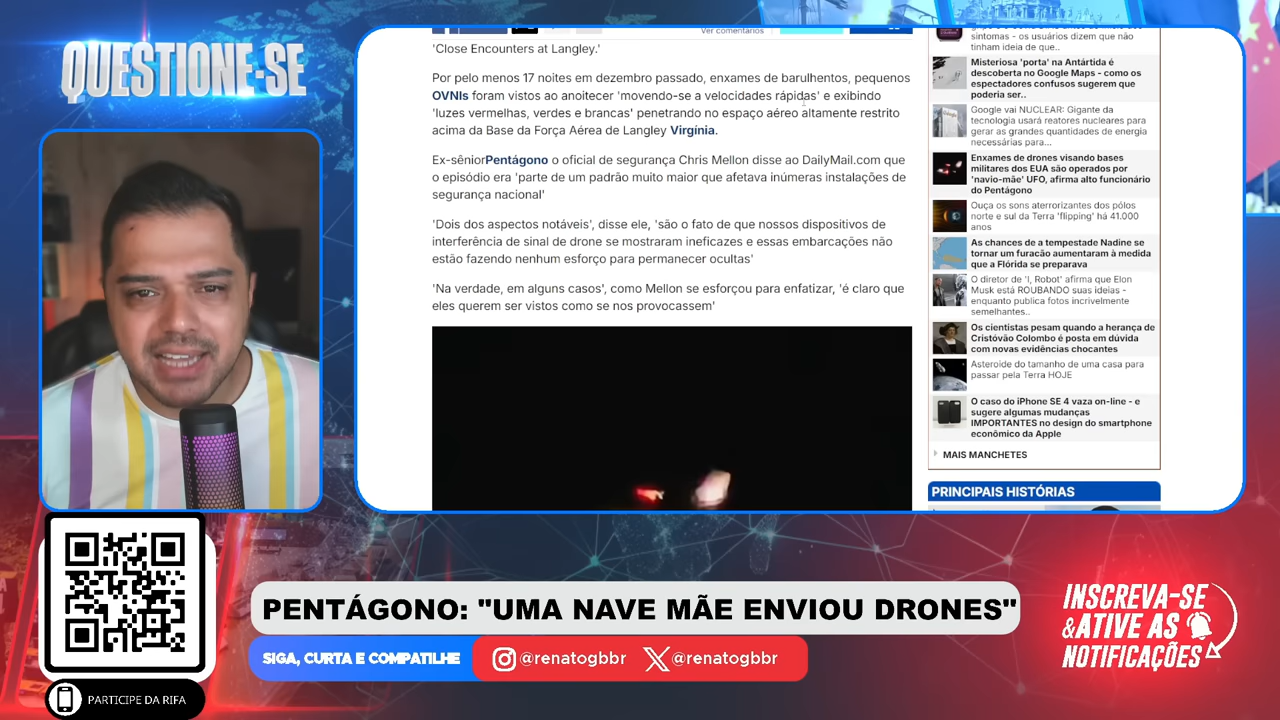 QUESTIONE-SE
Ver comentários
'Close Encounters at Langley.'
Por pelo menos 17 noites em dezembro passado, enxames de barulhentos, pequenos
OVNIs foram vistos ao anoitecer 'movendo-se a velocidades rápidas' e exibindo
'luzes vermelhas, verdes e brancas' penetrando no espaço aéreo altamente restrito
acima da Base da Força Aérea de Langley Virgínia.
Ex-sêniorPentágono o oficial de segurança Chris Mellon disse ao DailyMail.com que
o episódio era 'parte de um padrão muito maior que afetava inúmeras instalações de
segurança nacional'
'Dois dos aspectos notáveis', disse ele, 'são o fato de que nossos dispositivos de
interferência de sinal de drone se mostraram ineficazes e essas embarcações não
estão fazendo nenhum esforço para permanecer ocultas'
'Na verdade, em alguns casos', como Mellon se esforçou para enfatizar, 'é claro que
eles querem ser vistos como se nos provocassem'
sintomas - os usuários dizem que não
tinham ideia de que..
Misteriosa 'porta' na Antártida é
descoberta no Google Maps - como os
espectadores confusos sugerem que
poderia ser..
Google vai NUCLEAR: Gigante da
tecnologia usará reatores nucleares para
gerar as grandes quantidades de energia
necessárias para...
Enxames de drones visando bases
militares dos EUA são operados por
'navio-mãe' UFO, afirma alto funcionário
do Pentágono
Ouça os sons aterrorizantes dos pólos
norte e sul da Terra 'flipping' há 41.000
anos
As chances de a tempestade Nadine se
tornar um furacão aumentaram à medida
que a Flórida se preparava
O diretor de 'I, Robot' afirma que Elon
Musk está ROUBANDO suas ideias -
enquanto publica fotos incrivelmente
semelhantes..
Os cientistas pesam quando a herança de
Cristóvão Colombo é posta em dúvida
com novas evidências chocantes
Asteroide do tamanho de uma casa para
passar pela Terra HOJE
O caso do iPhone SE 4 vaza on-line - e
sugere algumas mudanças
IMPORTANTES no design do smartphone
econômico da Apple
MAIS MANCHETES
PRINCIPAIS HISTÓRIAS
PENTÁGONO: "UMA NAVE MÃE ENVIOU DRONES"
SIGA, CURTA E COMPATILHE
@renatogbbr
@renatogbbr
INSCREVA-SE
&ATIVE AS
NOTIFICAÇÕES
PARTICIPE DA RIFA